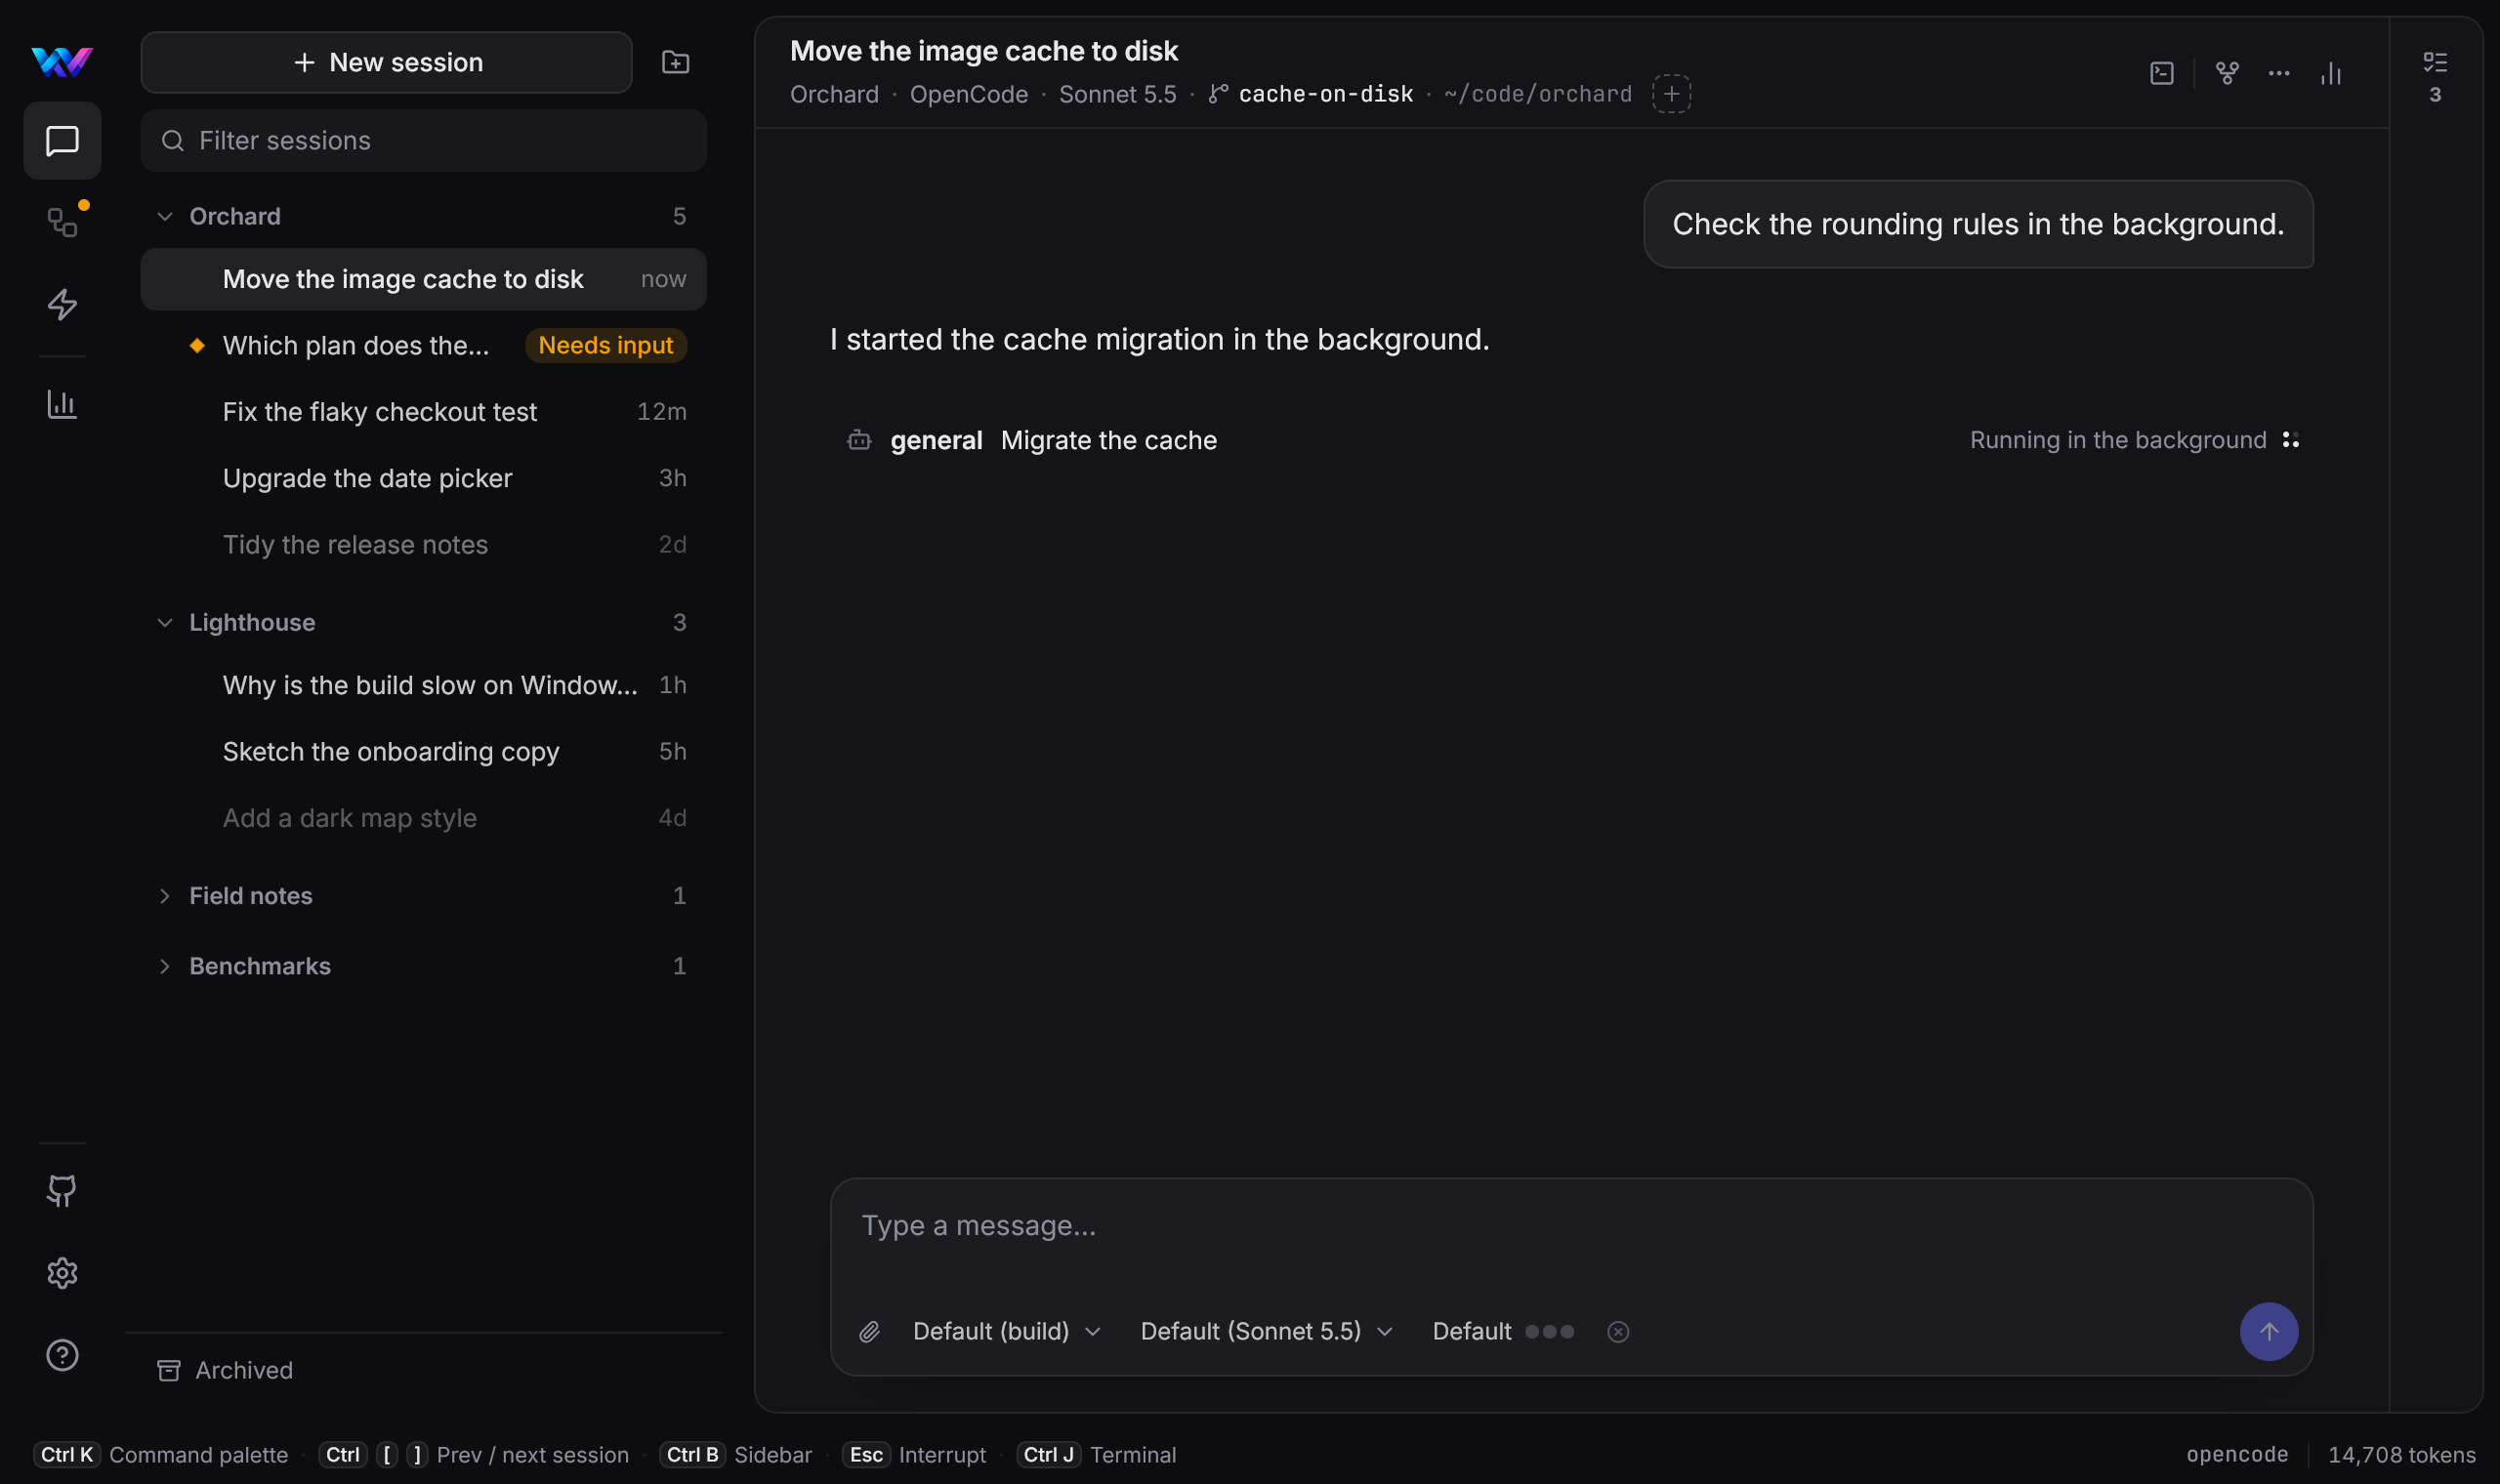 New session
Filter sessions
Orchard 5
Move the image cache to disk now
Which plan does the... Needs input
Fix the flaky checkout test 12m
Upgrade the date picker 3h
Tidy the release notes 2d
Lighthouse 3
Why is the build slow on Window... 1h
Sketch the onboarding copy 5h
Add a dark map style 4d
Field notes 1
Benchmarks 1
Archived
Move the image cache to disk
Orchard · OpenCode · Sonnet 5.5 · cache-on-disk · ~/code/orchard
3
Check the rounding rules in the background.
I started the cache migration in the background.
general Migrate the cache Running in the background
Type a message...
Default (build) Default (Sonnet 5.5) Default
Ctrl K Command palette · Ctrl [ ] Prev / next session · Ctrl B Sidebar · Esc Interrupt · Ctrl J Terminal
opencode 14,708 tokens